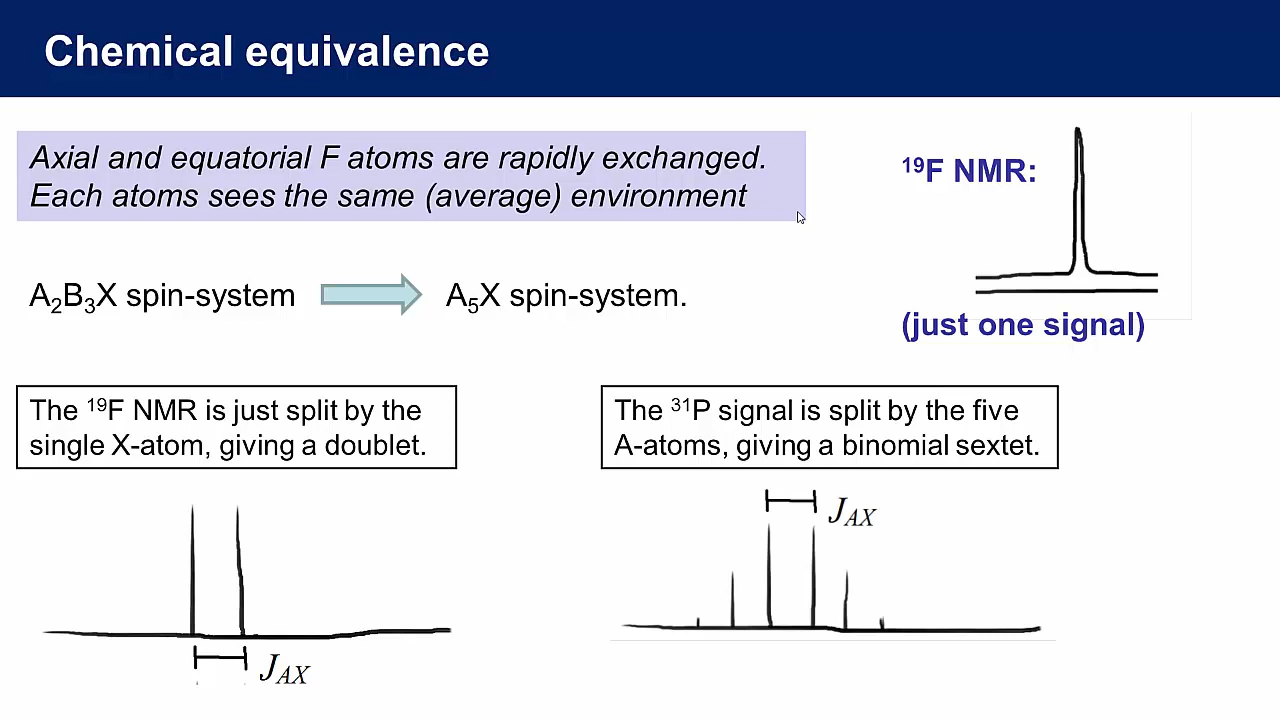 Chemical equivalence
Axial and equatorial F atoms are rapidly exchanged.
Each atoms sees the same (average) environment
¹⁹F NMR:
A₂B₃X spin-system
A₅X spin-system.
(just one signal)
The ¹⁹F NMR is just split by the
single X-atom, giving a doublet.
The ³¹P signal is split by the five
A-atoms, giving a binomial sextet.
J_AX
J_AX